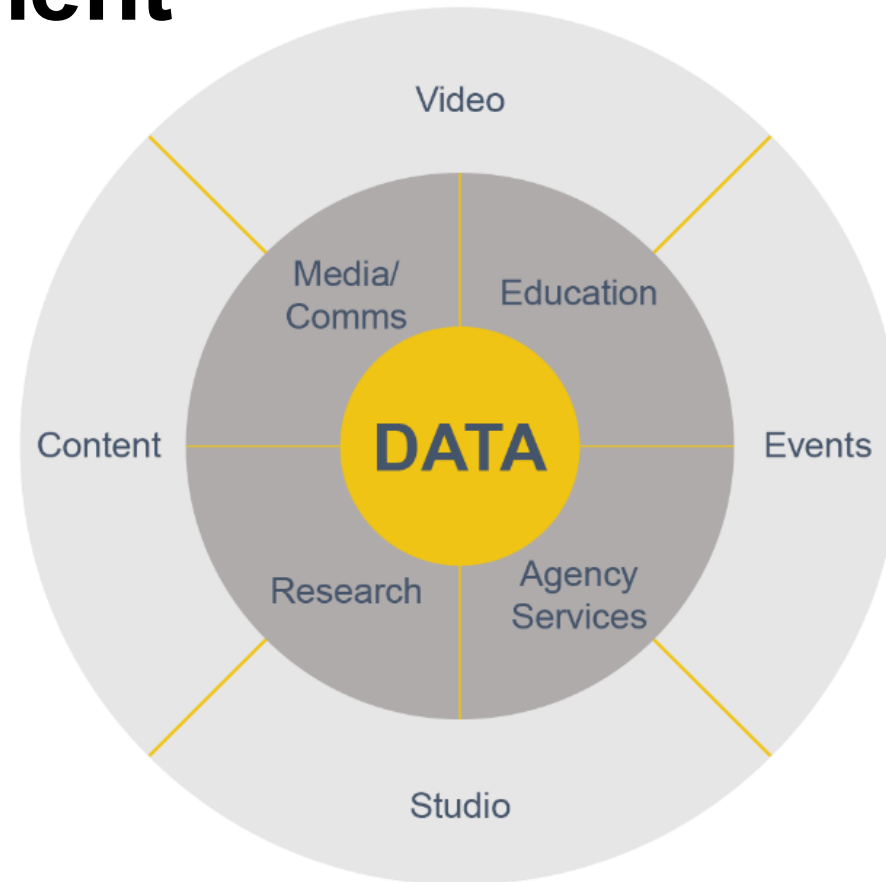 Video
Media/
Comms
Education
Content
DATA
Events
Research
Agency
Services
Studio